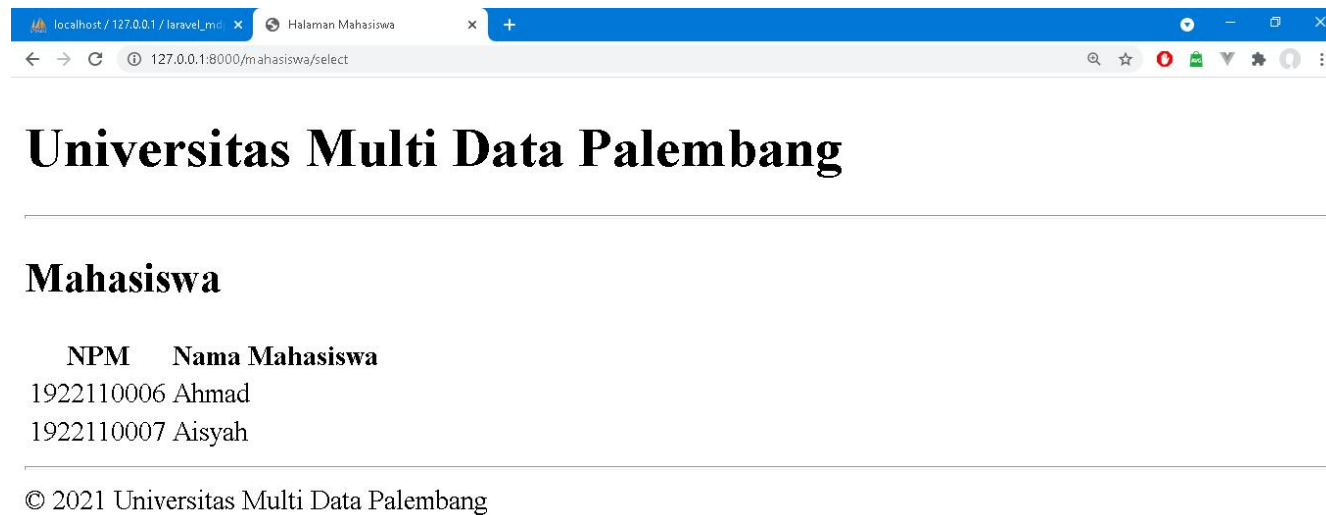 localhost / 127.0.0.1 / laravel_md
Halaman Mahasiswa
127.0.0.1:8000/mahasiswa/select
Universitas Multi Data Palembang
Mahasiswa
NPM Nama Mahasiswa
1922110006 Ahmad
1922110007 Aisyah
© 2021 Universitas Multi Data Palembang